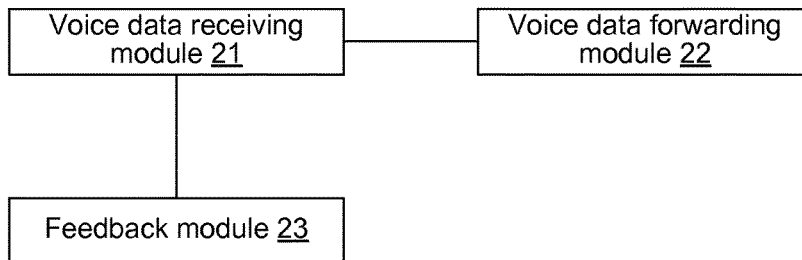 Voice data receiving
module 21
Voice data forwarding
module 22
Feedback module 23